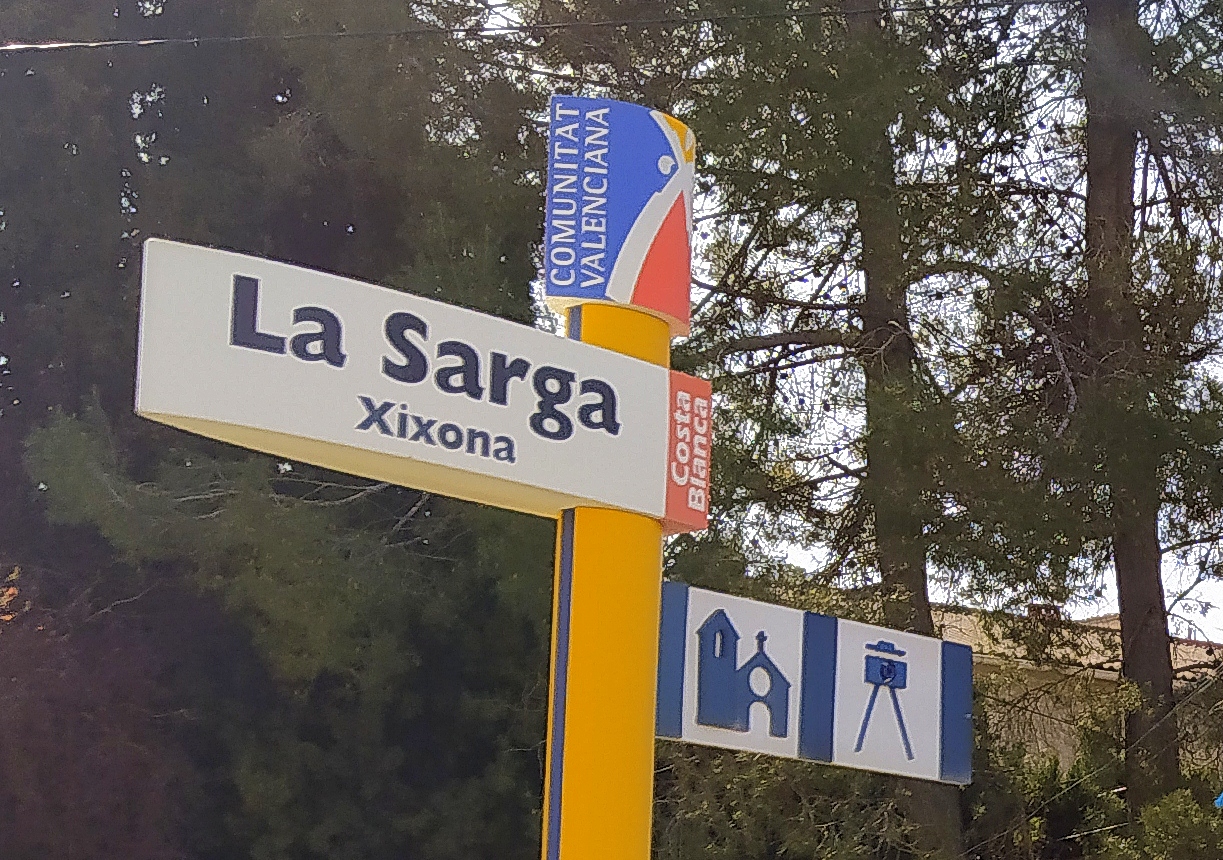 COMUNITAT
VALENCIANA
La Sarga
Xixona
Costa
Blanca